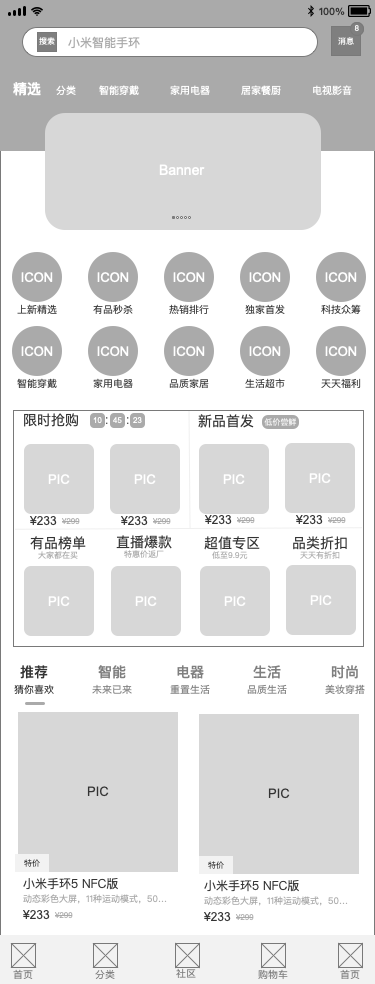 100%
搜索 小米智能手环 消息 8
精选 分类 智能穿戴 家用电器 居家餐厨 电视影音
Banner
ICON ICON ICON ICON ICON
上新精选 有品秒杀 热销排行 独家首发 科技众筹
ICON ICON ICON ICON ICON
智能穿戴 家用电器 品质家居 生活超市 天天福利
限时抢购 10:45:23 新品首发 低价尝鲜
PIC PIC PIC PIC
¥233 ¥299 ¥233 ¥299 ¥233 ¥299 ¥233 ¥299
有品榜单 直播爆款 超值专区 品类折扣
大家都在买 特惠价温厂 低至9.9元 天天有折扣
PIC PIC PIC PIC
推荐 智能 电器 生活 时尚
猜你喜欢 未来已来 重置生活 品质生活 美妆穿搭
PIC PIC
特价 特价
小米手环5 NFC版 小米手环5 NFC版
动态彩色大屏，11种运动模式，50... 动态彩色大屏，11种运动模式，50...
¥233 ¥299 ¥233 ¥299
首页 分类 社区 购物车 首页